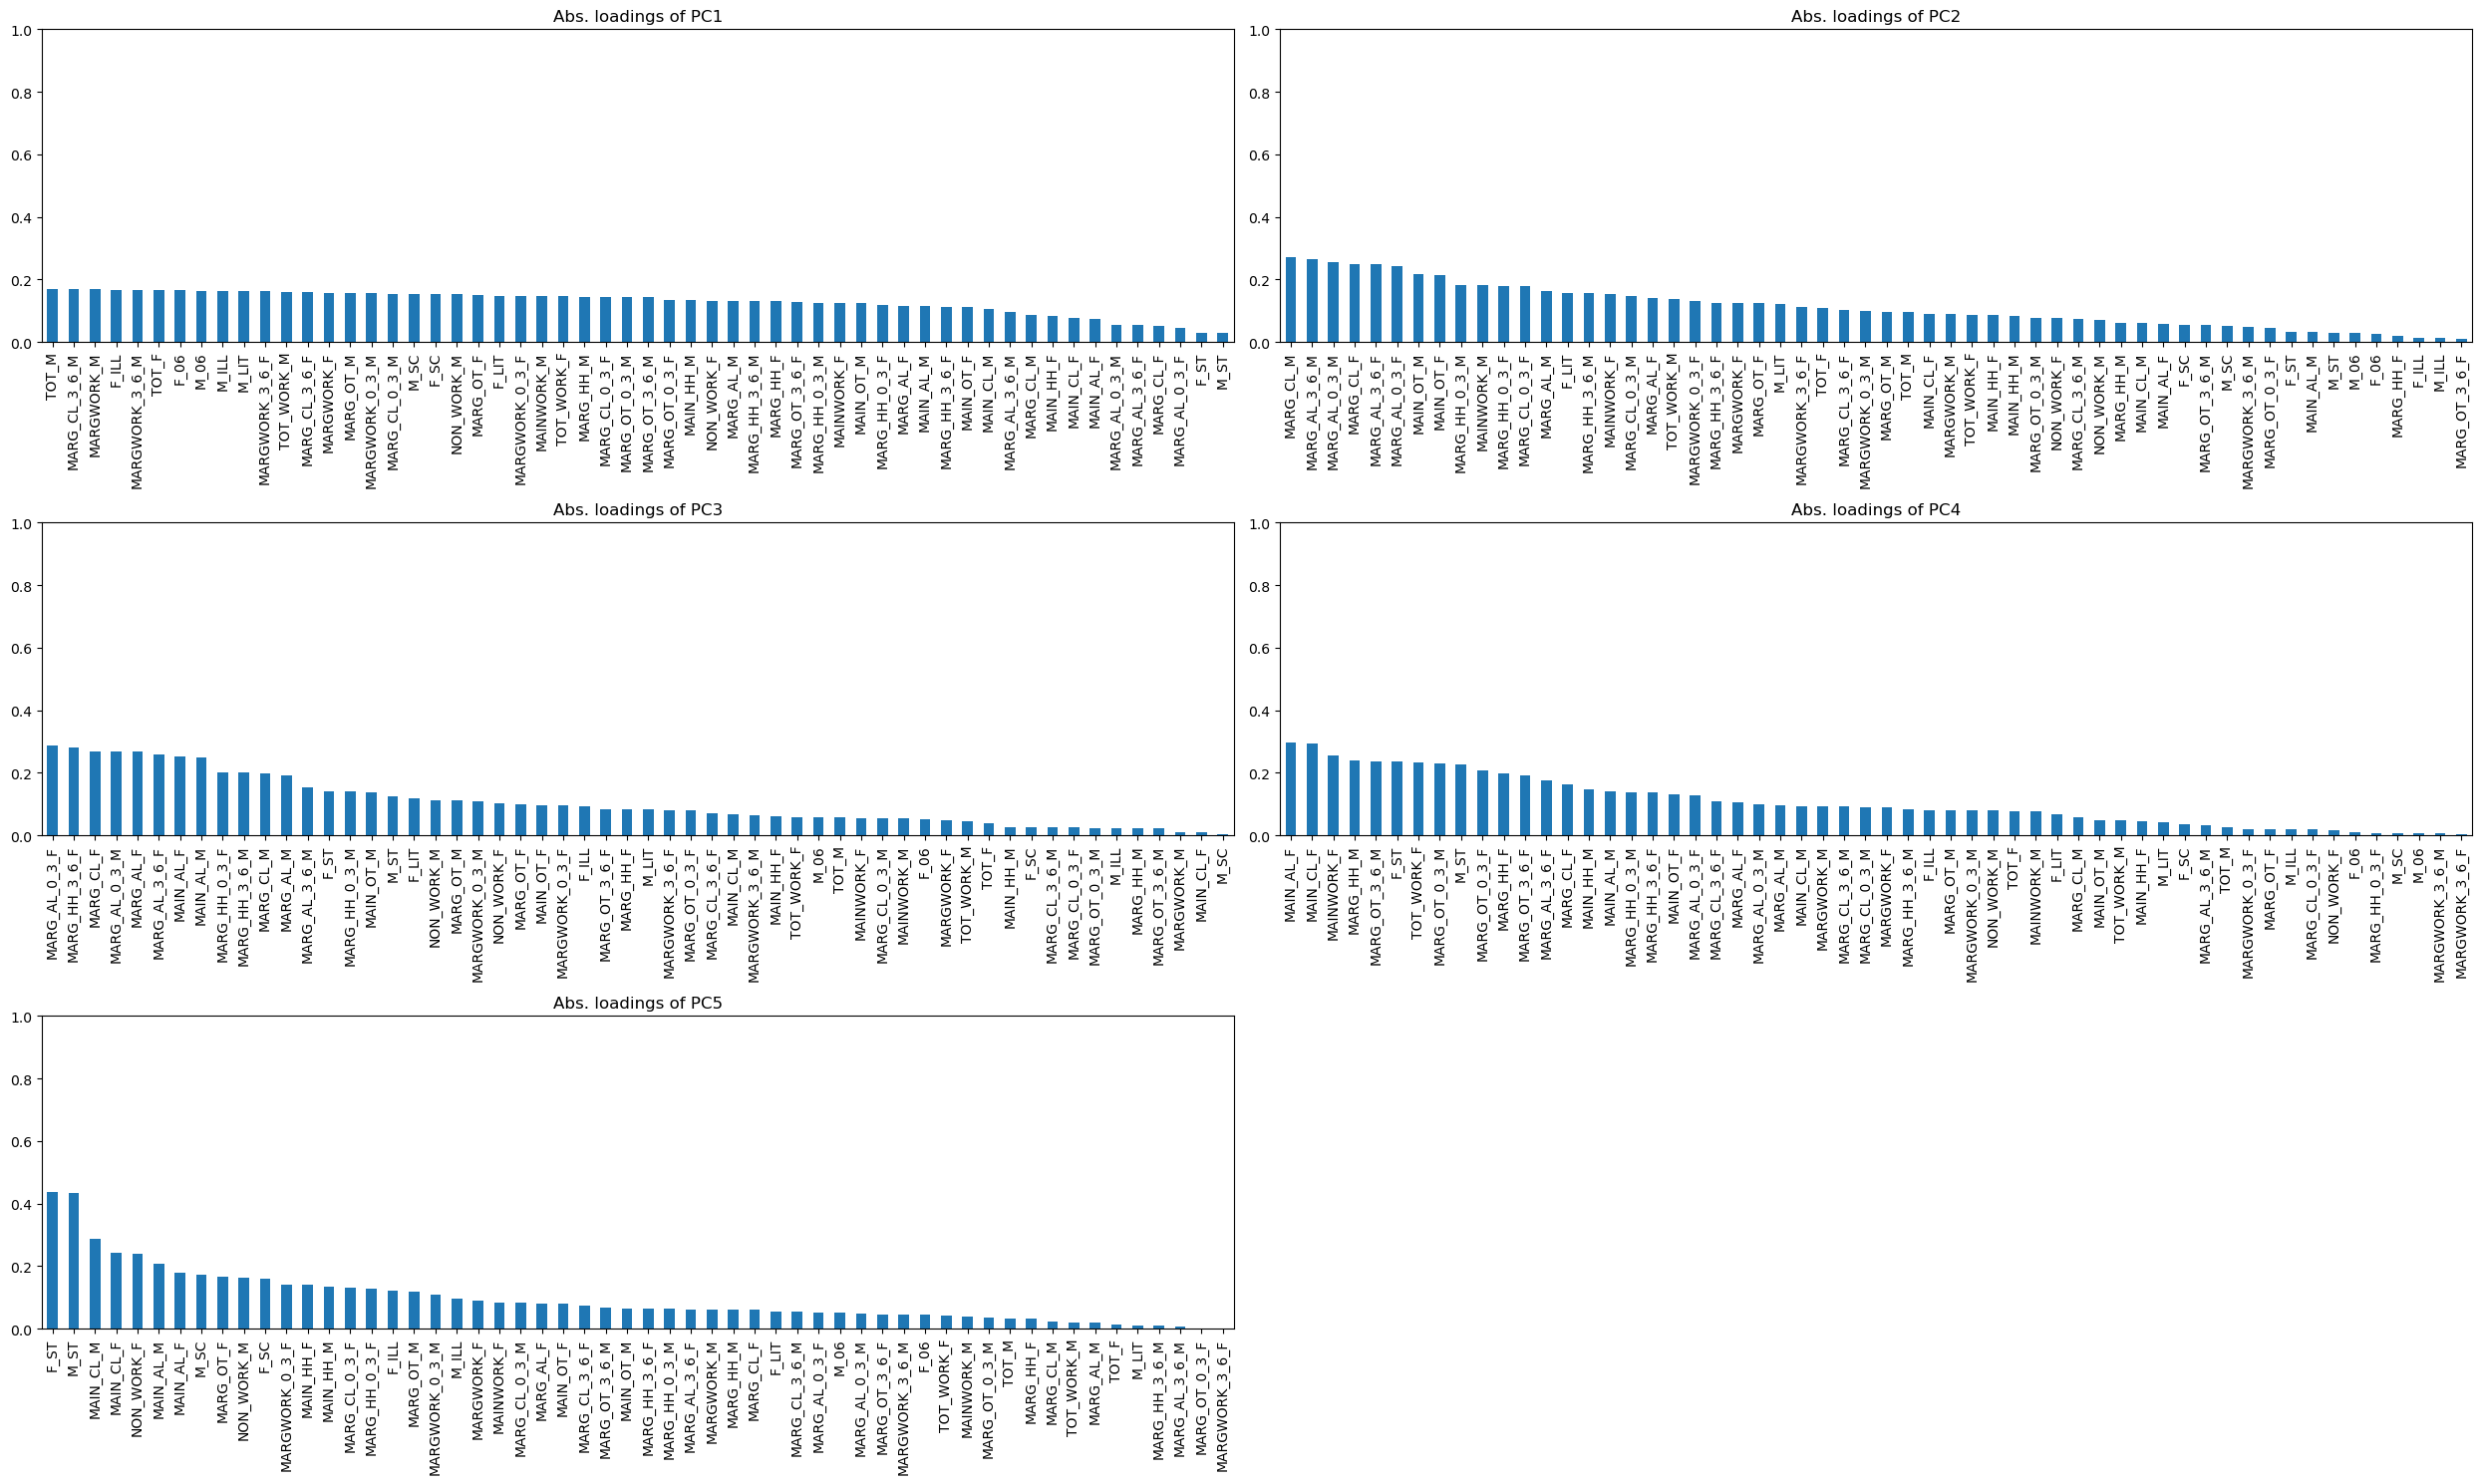 Abs. loadings of PC1
1.0
0.8
0.6
0.4
0.2
0.0
TOT_M
MARG_CL_3_6_M
MARGWORK_M
F_ILL
MARGWORK_3_6_M
TOT_F
F_06
M_06
M_ILL
M_LIT
MARGWORK_3_6_F
TOT_WORK_M
MARG_CL_3_6_F
MARGWORK_F
MARG_OT_M
MARGWORK_0_3_M
MARG_CL_0_3_M
M_SC
F_SC
NON_WORK_M
MARG_OT_F
F_LIT
MARGWORK_0_3_F
MAINWORK_M
TOT_WORK_F
MARG_HH_M
MARG_CL_0_3_F
MARG_OT_0_3_M
MARG_OT_3_6_M
MARG_OT_0_3_F
MAIN_HH_M
NON_WORK_F
MARG_AL_M
MARG_HH_3_6_M
MARG_HH_F
MARG_OT_3_6_F
MARG_HH_0_3_M
MAINWORK_F
MAIN_OT_M
MARG_HH_0_3_F
MARG_AL_F
MAIN_AL_M
MARG_HH_3_6_F
MAIN_OT_F
MAIN_CL_M
MARG_AL_3_6_M
MARG_CL_M
MAIN_HH_F
MAIN_CL_F
MAIN_AL_F
MARG_AL_0_3_M
MARG_AL_3_6_F
MARG_CL_F
MARG_AL_0_3_F
F_ST
M_ST
Abs. loadings of PC2
1.0
0.8
0.6
0.4
0.2
0.0
MARG_CL_M
MARG_AL_3_6_M
MARG_AL_0_3_M
MARG_CL_F
MARG_AL_3_6_F
MARG_AL_0_3_F
MAIN_OT_M
MAIN_OT_F
MARG_HH_0_3_M
MAINWORK_M
MARG_HH_0_3_F
MARG_CL_0_3_F
MARG_AL_M
F_LIT
MARG_HH_3_6_M
MAINWORK_F
MARG_CL_0_3_M
MARG_AL_F
TOT_WORK_M
MARGWORK_0_3_F
MARG_HH_3_6_F
MARGWORK_F
MARG_OT_F
M_LIT
MARGWORK_3_6_F
TOT_F
MARG_CL_3_6_F
MARGWORK_0_3_M
MARG_OT_M
TOT_M
MAIN_CL_F
MARGWORK_M
TOT_WORK_F
MAIN_HH_F
MAIN_HH_M
MARG_OT_0_3_M
NON_WORK_F
MARG_CL_3_6_M
NON_WORK_M
MARG_HH_M
MAIN_CL_M
MAIN_AL_F
F_SC
MARG_OT_3_6_M
M_SC
MARGWORK_3_6_M
MARG_OT_0_3_F
F_ST
MAIN_AL_M
M_ST
M_06
F_06
MARG_HH_F
F_ILL
M_ILL
MARG_OT_3_6_F
Abs. loadings of PC3
1.0
0.8
0.6
0.4
0.2
0.0
MARG_AL_0_3_F
MARG_HH_3_6_F
MARG_CL_F
MARG_AL_0_3_M
MARG_AL_F
MARG_AL_3_6_F
MAIN_AL_F
MAIN_AL_M
MARG_HH_0_3_F
MARG_HH_3_6_M
MARG_CL_M
MARG_AL_M
MARG_AL_3_6_M
F_ST
MARG_HH_0_3_M
MAIN_OT_M
M_ST
F_LIT
NON_WORK_M
MARG_OT_M
MARGWORK_0_3_M
NON_WORK_F
MARG_OT_F
MAIN_OT_F
MARGWORK_0_3_F
F_ILL
MARG_OT_3_6_F
MARG_HH_F
M_LIT
MARGWORK_3_6_F
MARG_OT_0_3_F
MARG_CL_3_6_F
MAIN_CL_M
MARGWORK_3_6_M
MAIN_HH_F
TOT_WORK_F
M_06
TOT_M
MAINWORK_F
MARG_CL_0_3_M
MAINWORK_M
F_06
MARGWORK_F
TOT_WORK_M
TOT_F
MAIN_HH_M
F_SC
MARG_CL_3_6_M
MARG_CL_0_3_F
MARG_OT_0_3_M
M_ILL
MARG_HH_M
MARG_OT_3_6_M
MARGWORK_M
MAIN_CL_F
M_SC
Abs. loadings of PC4
1.0
0.8
0.6
0.4
0.2
0.0
MAIN_AL_F
MAIN_CL_F
MAINWORK_F
MARG_HH_M
MARG_OT_3_6_M
F_ST
TOT_WORK_F
MARG_OT_0_3_M
M_ST
MARG_OT_0_3_F
MARG_HH_F
MARG_OT_3_6_F
MARG_AL_3_6_F
MARG_CL_F
MAIN_HH_M
MAIN_AL_M
MARG_HH_0_3_M
MARG_HH_3_6_F
MAIN_OT_F
MARG_AL_0_3_F
MARG_CL_3_6_F
MARG_AL_F
MARG_AL_0_3_M
MARG_AL_M
MAIN_CL_M
MARGWORK_M
MARG_CL_3_6_M
MARG_CL_0_3_M
MARGWORK_F
MARG_HH_3_6_M
F_ILL
MARG_OT_M
MARGWORK_0_3_M
NON_WORK_M
TOT_F
MAINWORK_M
F_LIT
MARG_CL_M
MAIN_OT_M
TOT_WORK_M
MAIN_HH_F
M_LIT
F_SC
MARG_AL_3_6_M
TOT_M
MARGWORK_0_3_F
MARG_OT_F
M_ILL
MARG_CL_0_3_F
NON_WORK_F
F_06
MARG_HH_0_3_F
M_SC
M_06
MARGWORK_3_6_M
MARGWORK_3_6_F
Abs. loadings of PC5
1.0
0.8
0.6
0.4
0.2
0.0
F_ST
M_ST
MAIN_CL_M
MAIN_CL_F
NON_WORK_F
MAIN_AL_M
MAIN_AL_F
M_SC
MARG_OT_F
NON_WORK_M
F_SC
MARGWORK_0_3_F
MAIN_HH_F
MAIN_HH_M
MARG_CL_0_3_F
MARG_HH_0_3_F
F_ILL
MARG_OT_M
MARGWORK_0_3_M
M_ILL
MARGWORK_F
MAINWORK_F
MARG_CL_0_3_M
MARG_AL_F
MAIN_OT_F
MARG_CL_3_6_F
MARG_OT_3_6_M
MAIN_OT_M
MARG_HH_3_6_F
MARG_HH_0_3_M
MARG_AL_3_6_F
MARGWORK_M
MARG_HH_M
MARG_CL_F
F_LIT
MARG_CL_3_6_M
MARG_AL_0_3_F
M_06
MARG_AL_0_3_M
MARG_OT_3_6_F
MARGWORK_3_6_M
F_06
TOT_WORK_F
MAINWORK_M
MARG_OT_0_3_M
TOT_M
MARG_HH_F
MARG_CL_M
TOT_WORK_M
MARG_AL_M
TOT_F
M_LIT
MARG_HH_3_6_M
MARG_AL_3_6_M
MARG_OT_0_3_F
MARGWORK_3_6_F